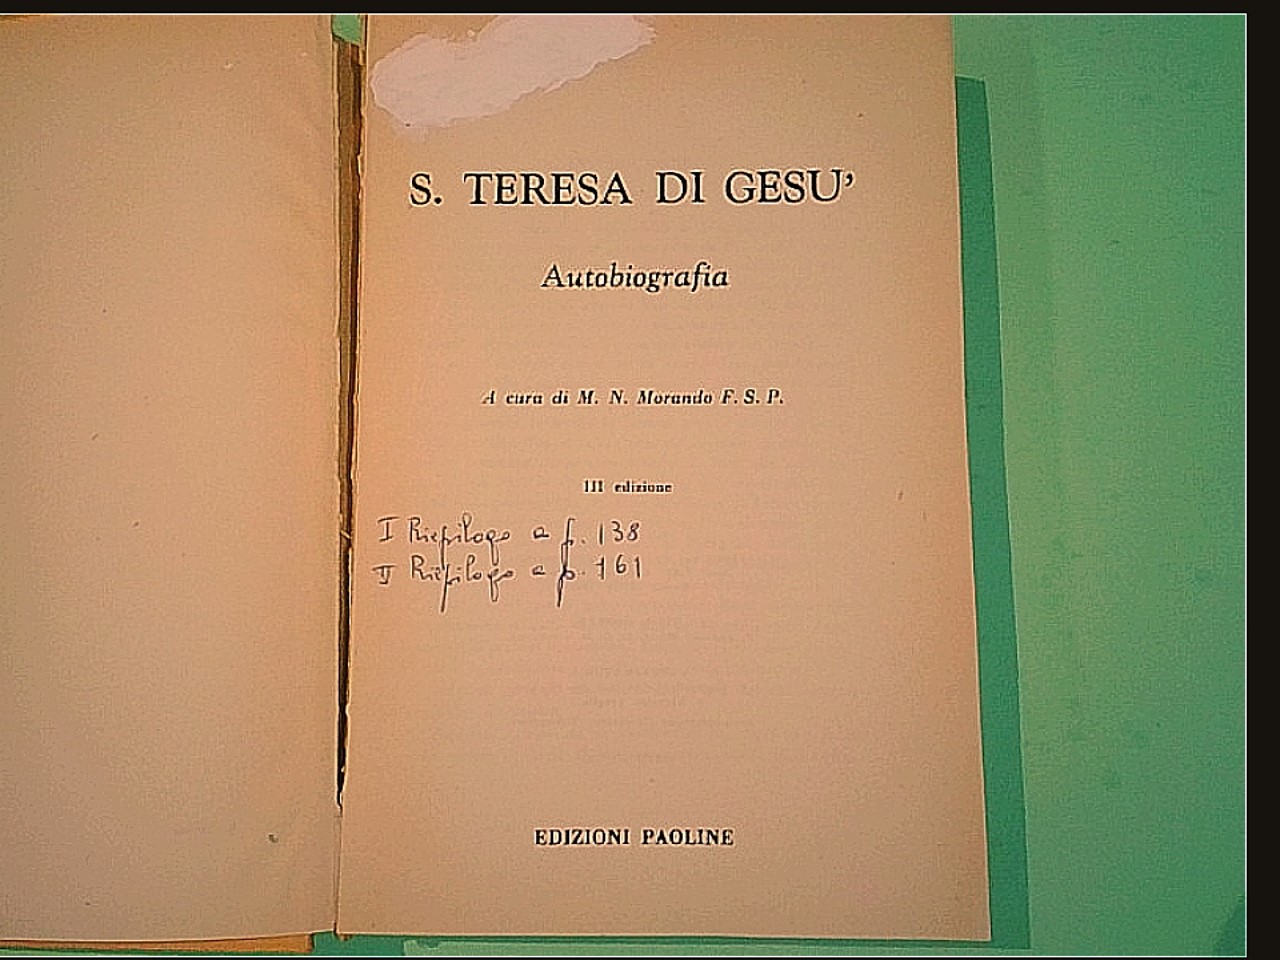 S. TERESA DI GESU'
Autobiografia
A cura di M. N. Morando F. S. P.
III edizione
I Riepilogo a p. 138
II Riepilogo a p. 161
EDIZIONI PAOLINE